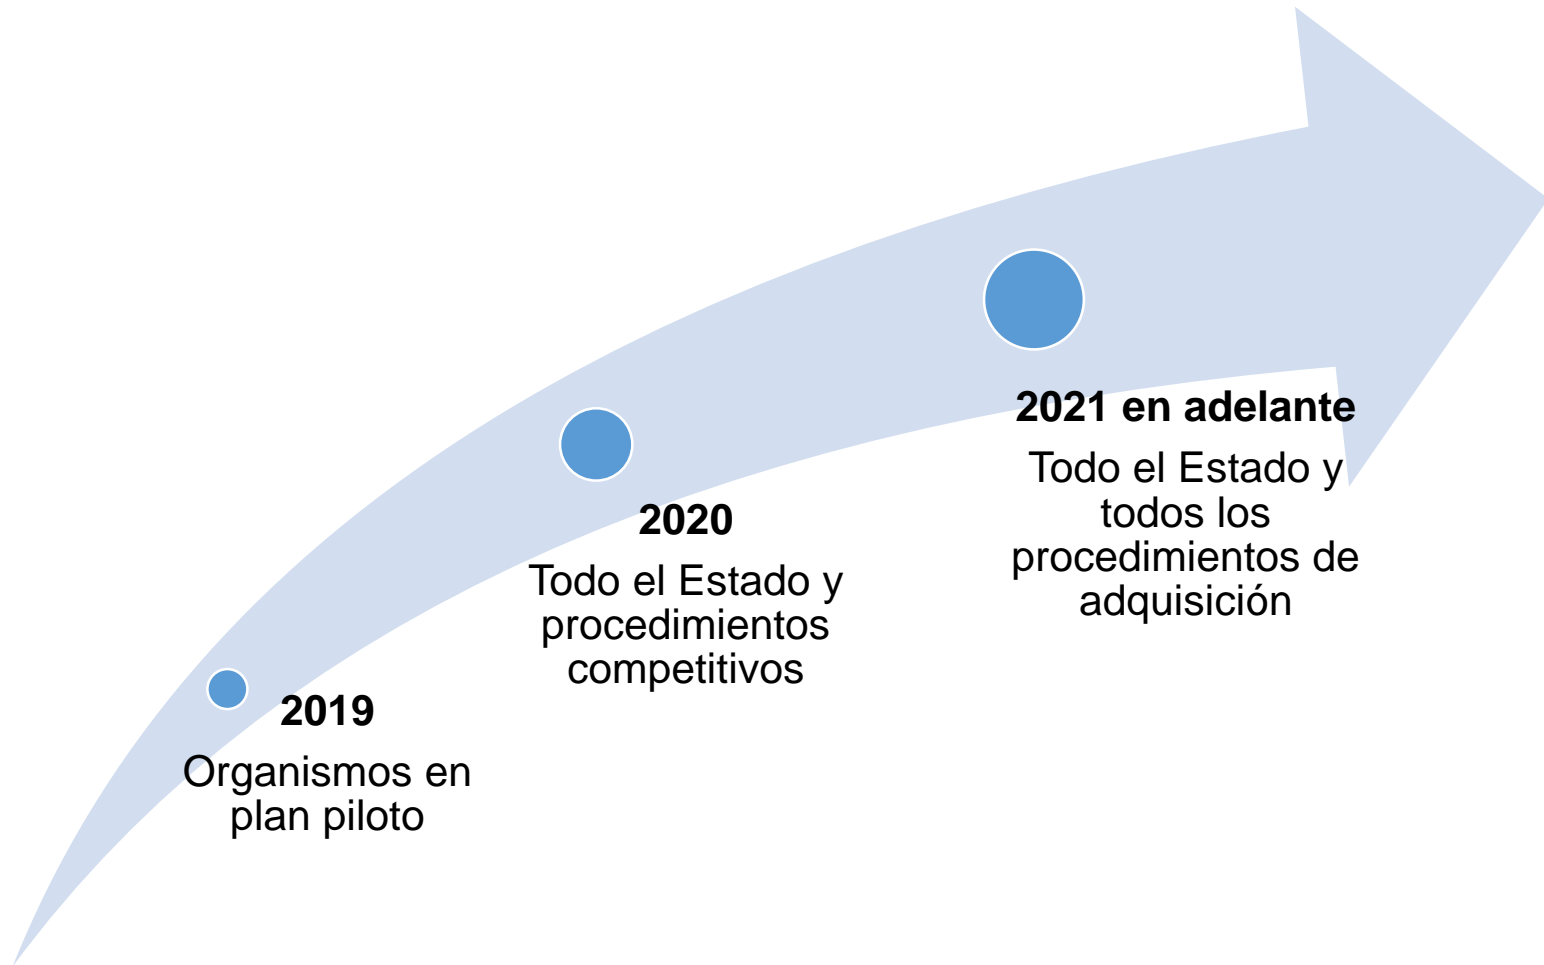 2019
Organismos en
plan piloto
2020
Todo el Estado y
procedimientos
competitivos
2021 en adelante
Todo el Estado y
todos los
procedimientos de
adquisición